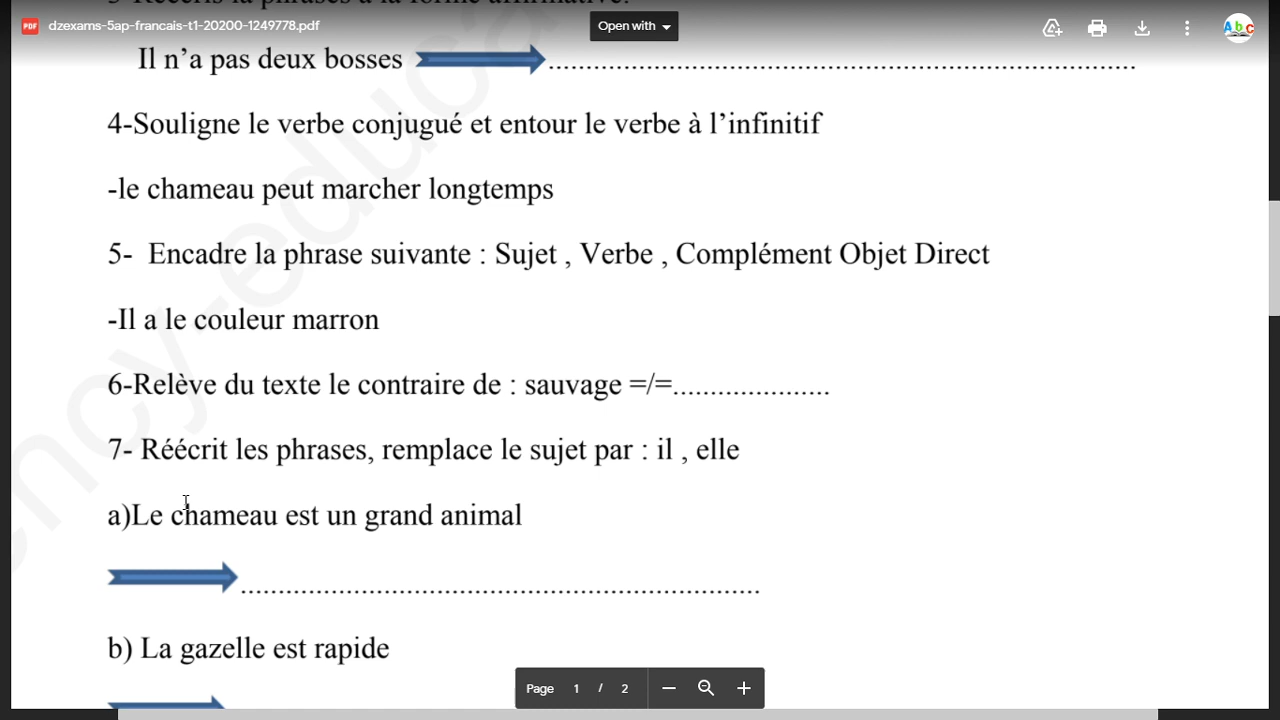 dzexams-5ap-francais-t1-20200-1249778.pdf
Open with
Il n’a pas deux bosses ..............................................................................
4-Souligne le verbe conjugué et entour le verbe à l’infinitif
-le chameau peut marcher longtemps
5- Encadre la phrase suivante : Sujet , Verbe , Complément Objet Direct
-Il a le couleur marron
6-Relève du texte le contraire de : sauvage =/=.....................
7- Réécrit les phrases, remplace le sujet par : il , elle
a)Le chameau est un grand animal
.....................................................................
b) La gazelle est rapide
Page 1 / 2